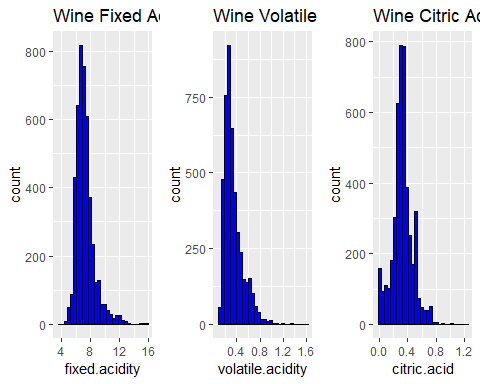 Wine Fixed Ac
800
600
400
200
0
count
4 8 12 16
fixed.acidity
Wine Volatile
750
500
250
0
count
0.4 0.8 1.2 1.6
volatile.acidity
Wine Citric Ac
800
600
400
200
0
count
0.0 0.4 0.8 1.2
citric.acid